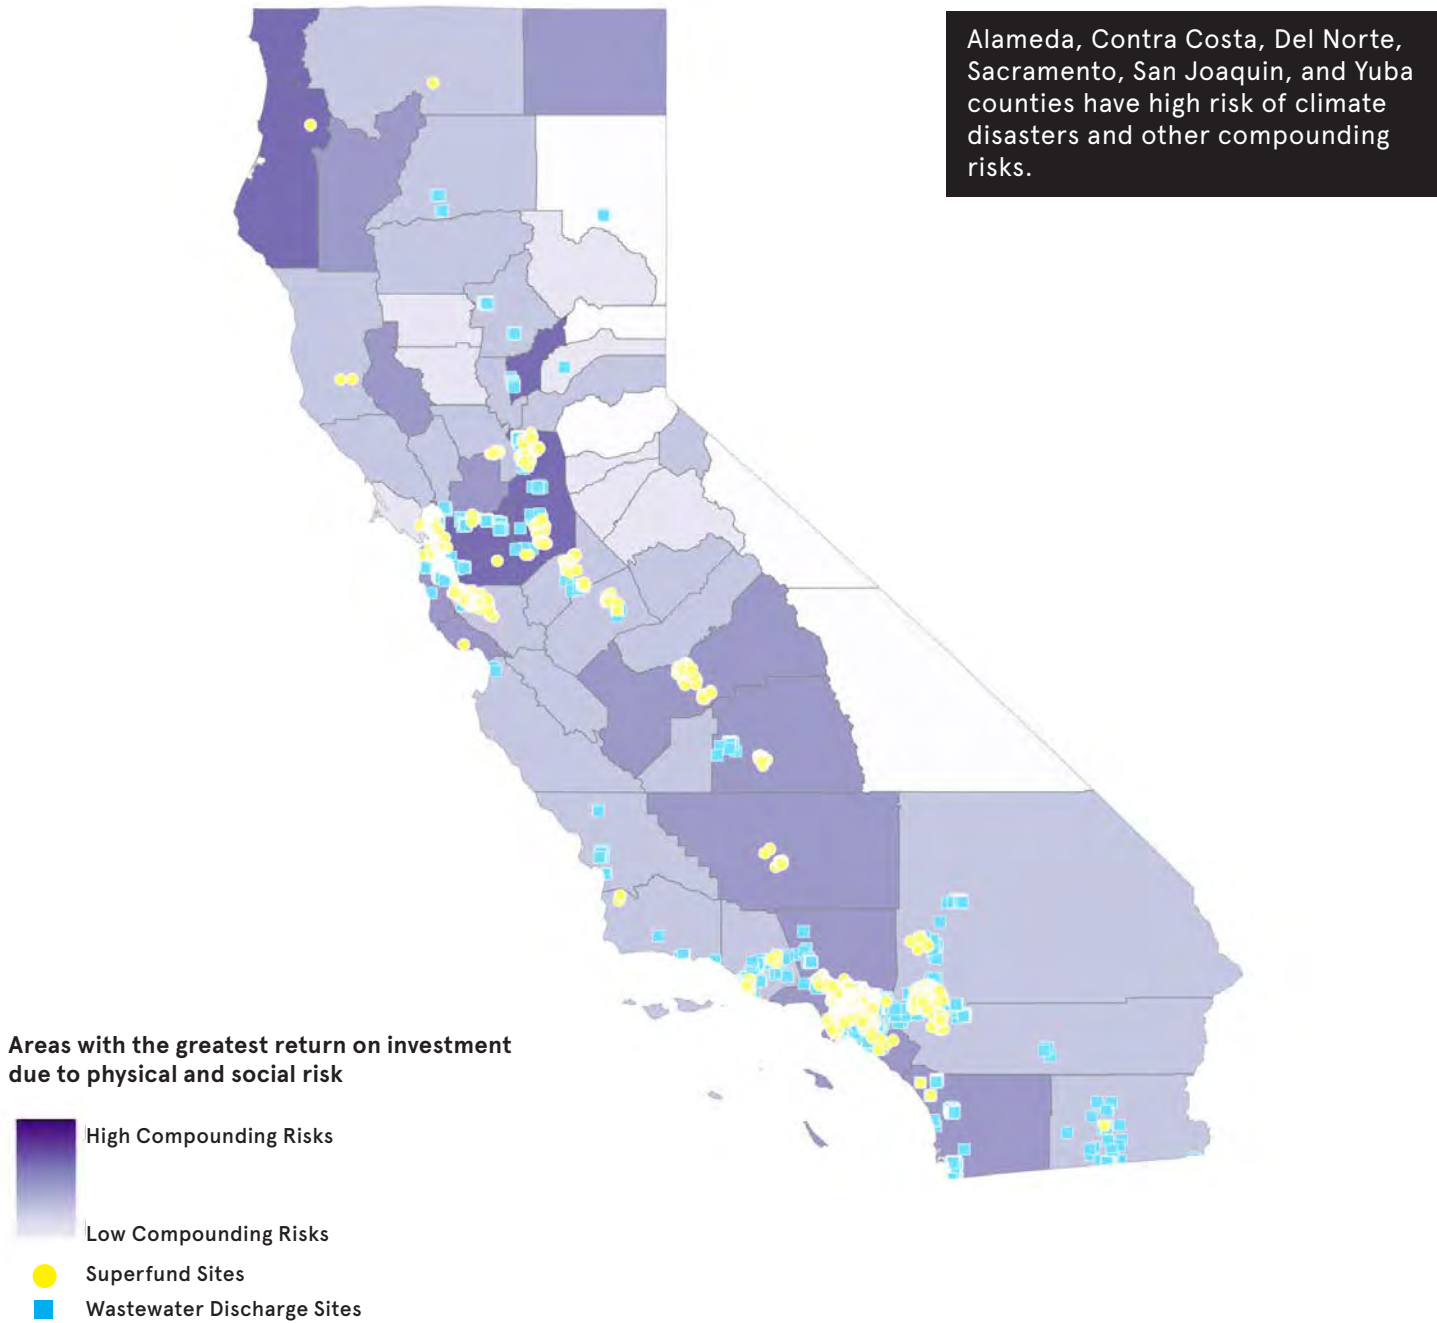 Alameda, Contra Costa, Del Norte,
Sacramento, San Joaquin, and Yuba
counties have high risk of climate
disasters and other compounding
risks.
Areas with the greatest return on investment
due to physical and social risk
High Compounding Risks
Low Compounding Risks
Superfund Sites
Wastewater Discharge Sites